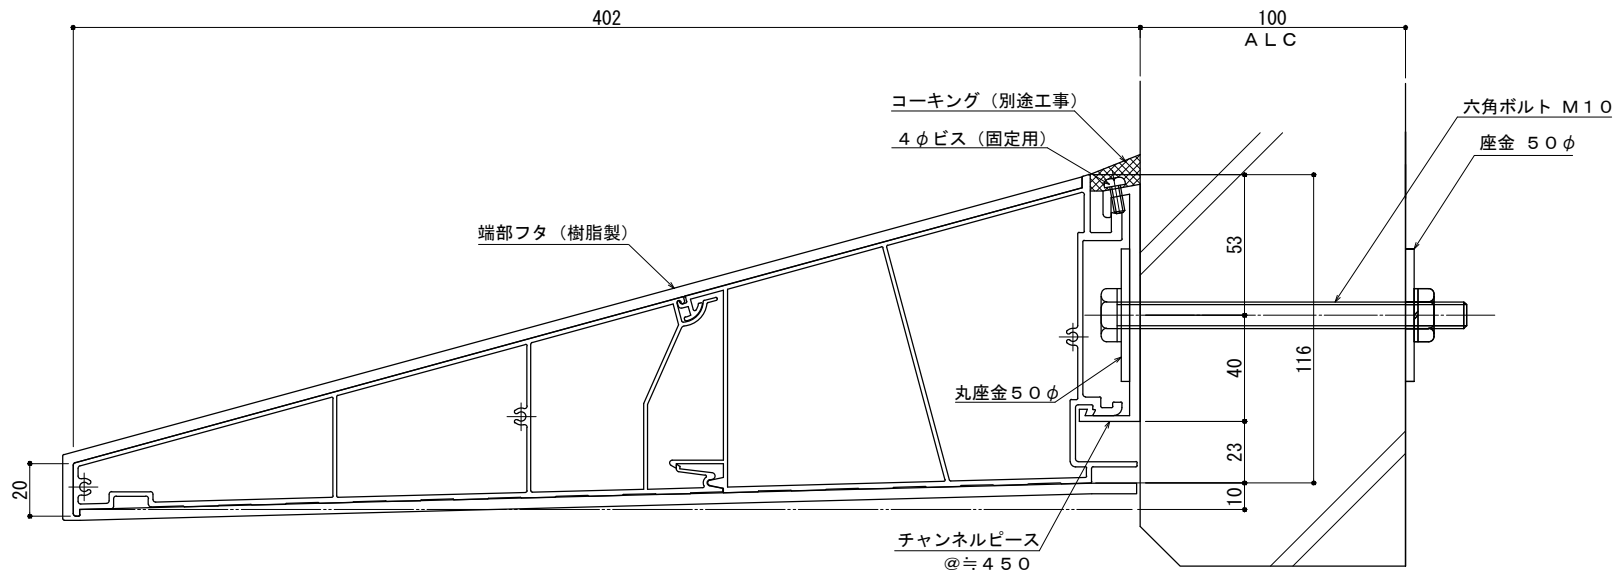 402
100
ＡＬＣ
コーキング（別途工事）
六角ボルト Ｍ１０
４φビス（固定用）
座金 ５０φ
端部フタ（樹脂製）
53
116
40
丸座金５０φ
23
20
10
チャンネルピース
＠≒４５０